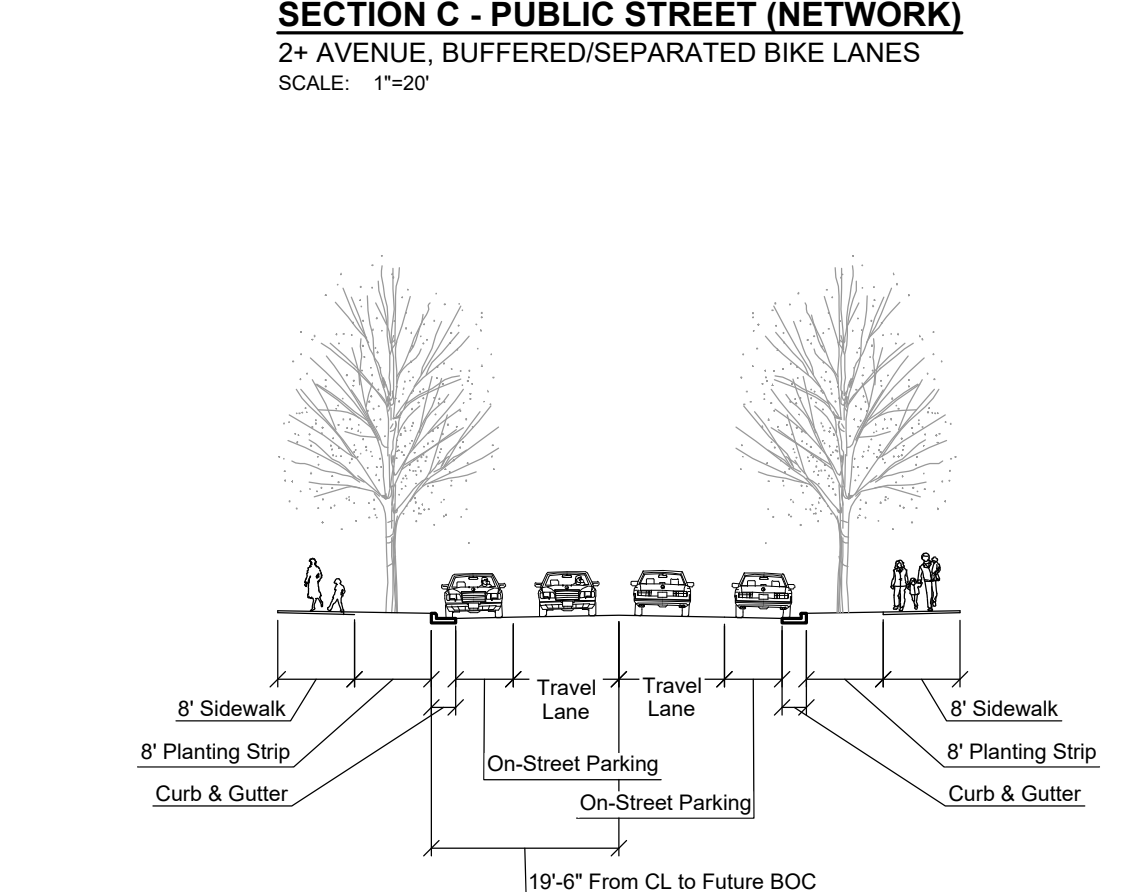 SECTION C - PUBLIC STREET (NETWORK)
2+ AVENUE, BUFFERED/SEPARATED BIKE LANES
SCALE: 1"=20'
Travel
Lane
Travel
Lane
8' Sidewalk
8' Sidewalk
8' Planting Strip
8' Planting Strip
On-Street Parking
Curb & Gutter
On-Street Parking
Curb & Gutter
19'-6" From CL to Future BOC